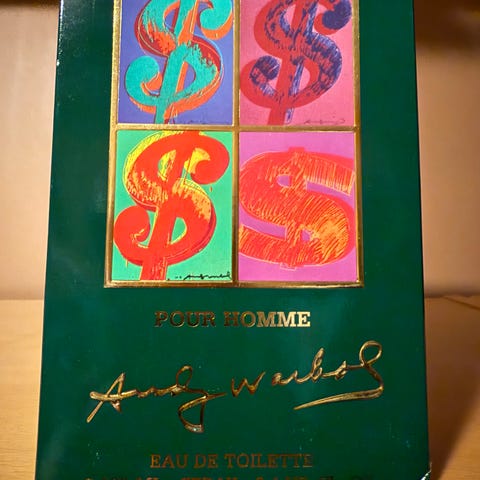 POUR HOMME
Andy Warhol
EAU DE TOILETTE